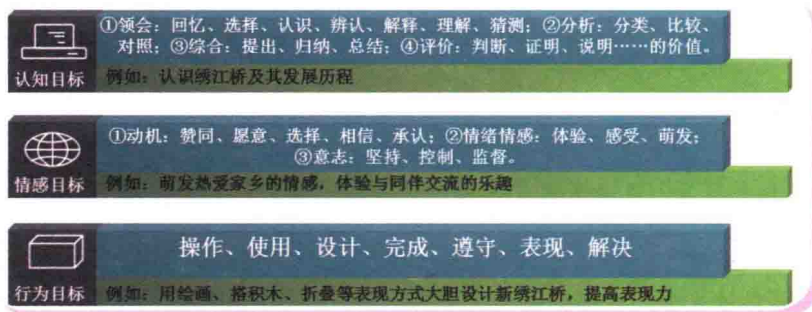 ①领会：回忆、选择、认识、辨认、解释、理解、猜测；②分析：分类、比较、
对照；③综合：提出、归纳、总结；④评价：判断、证明、说明……的价值。
认知目标 例如：认识绣江桥及其发展历程
①动机：赞同、愿意、选择、相信、承认；②情绪情感：体验、感受、萌发；
③意志：坚持、控制、监督。
情感目标 例如：萌发热爱家乡的情感，体验与同伴交流的乐趣
操作、使用、设计、完成、遵守、表现、解决
行为目标 例如：用绘画、搭积木、折叠等表现方式大胆设计新绣江桥，提高表现力